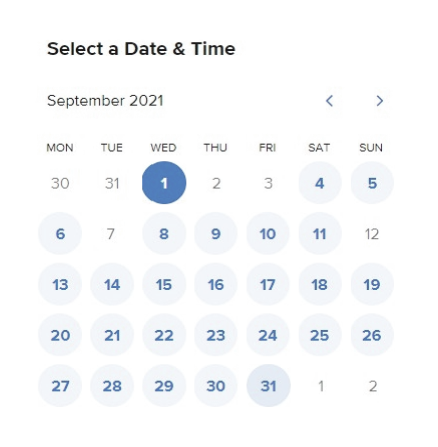 Select a Date & Time
September 2021
MON TUE WED THU FRI SAT SUN
30 31 1 2 3 4 5
6 7 8 9 10 11 12
13 14 15 16 17 18 19
20 21 22 23 24 25 26
27 28 29 30 31 1 2